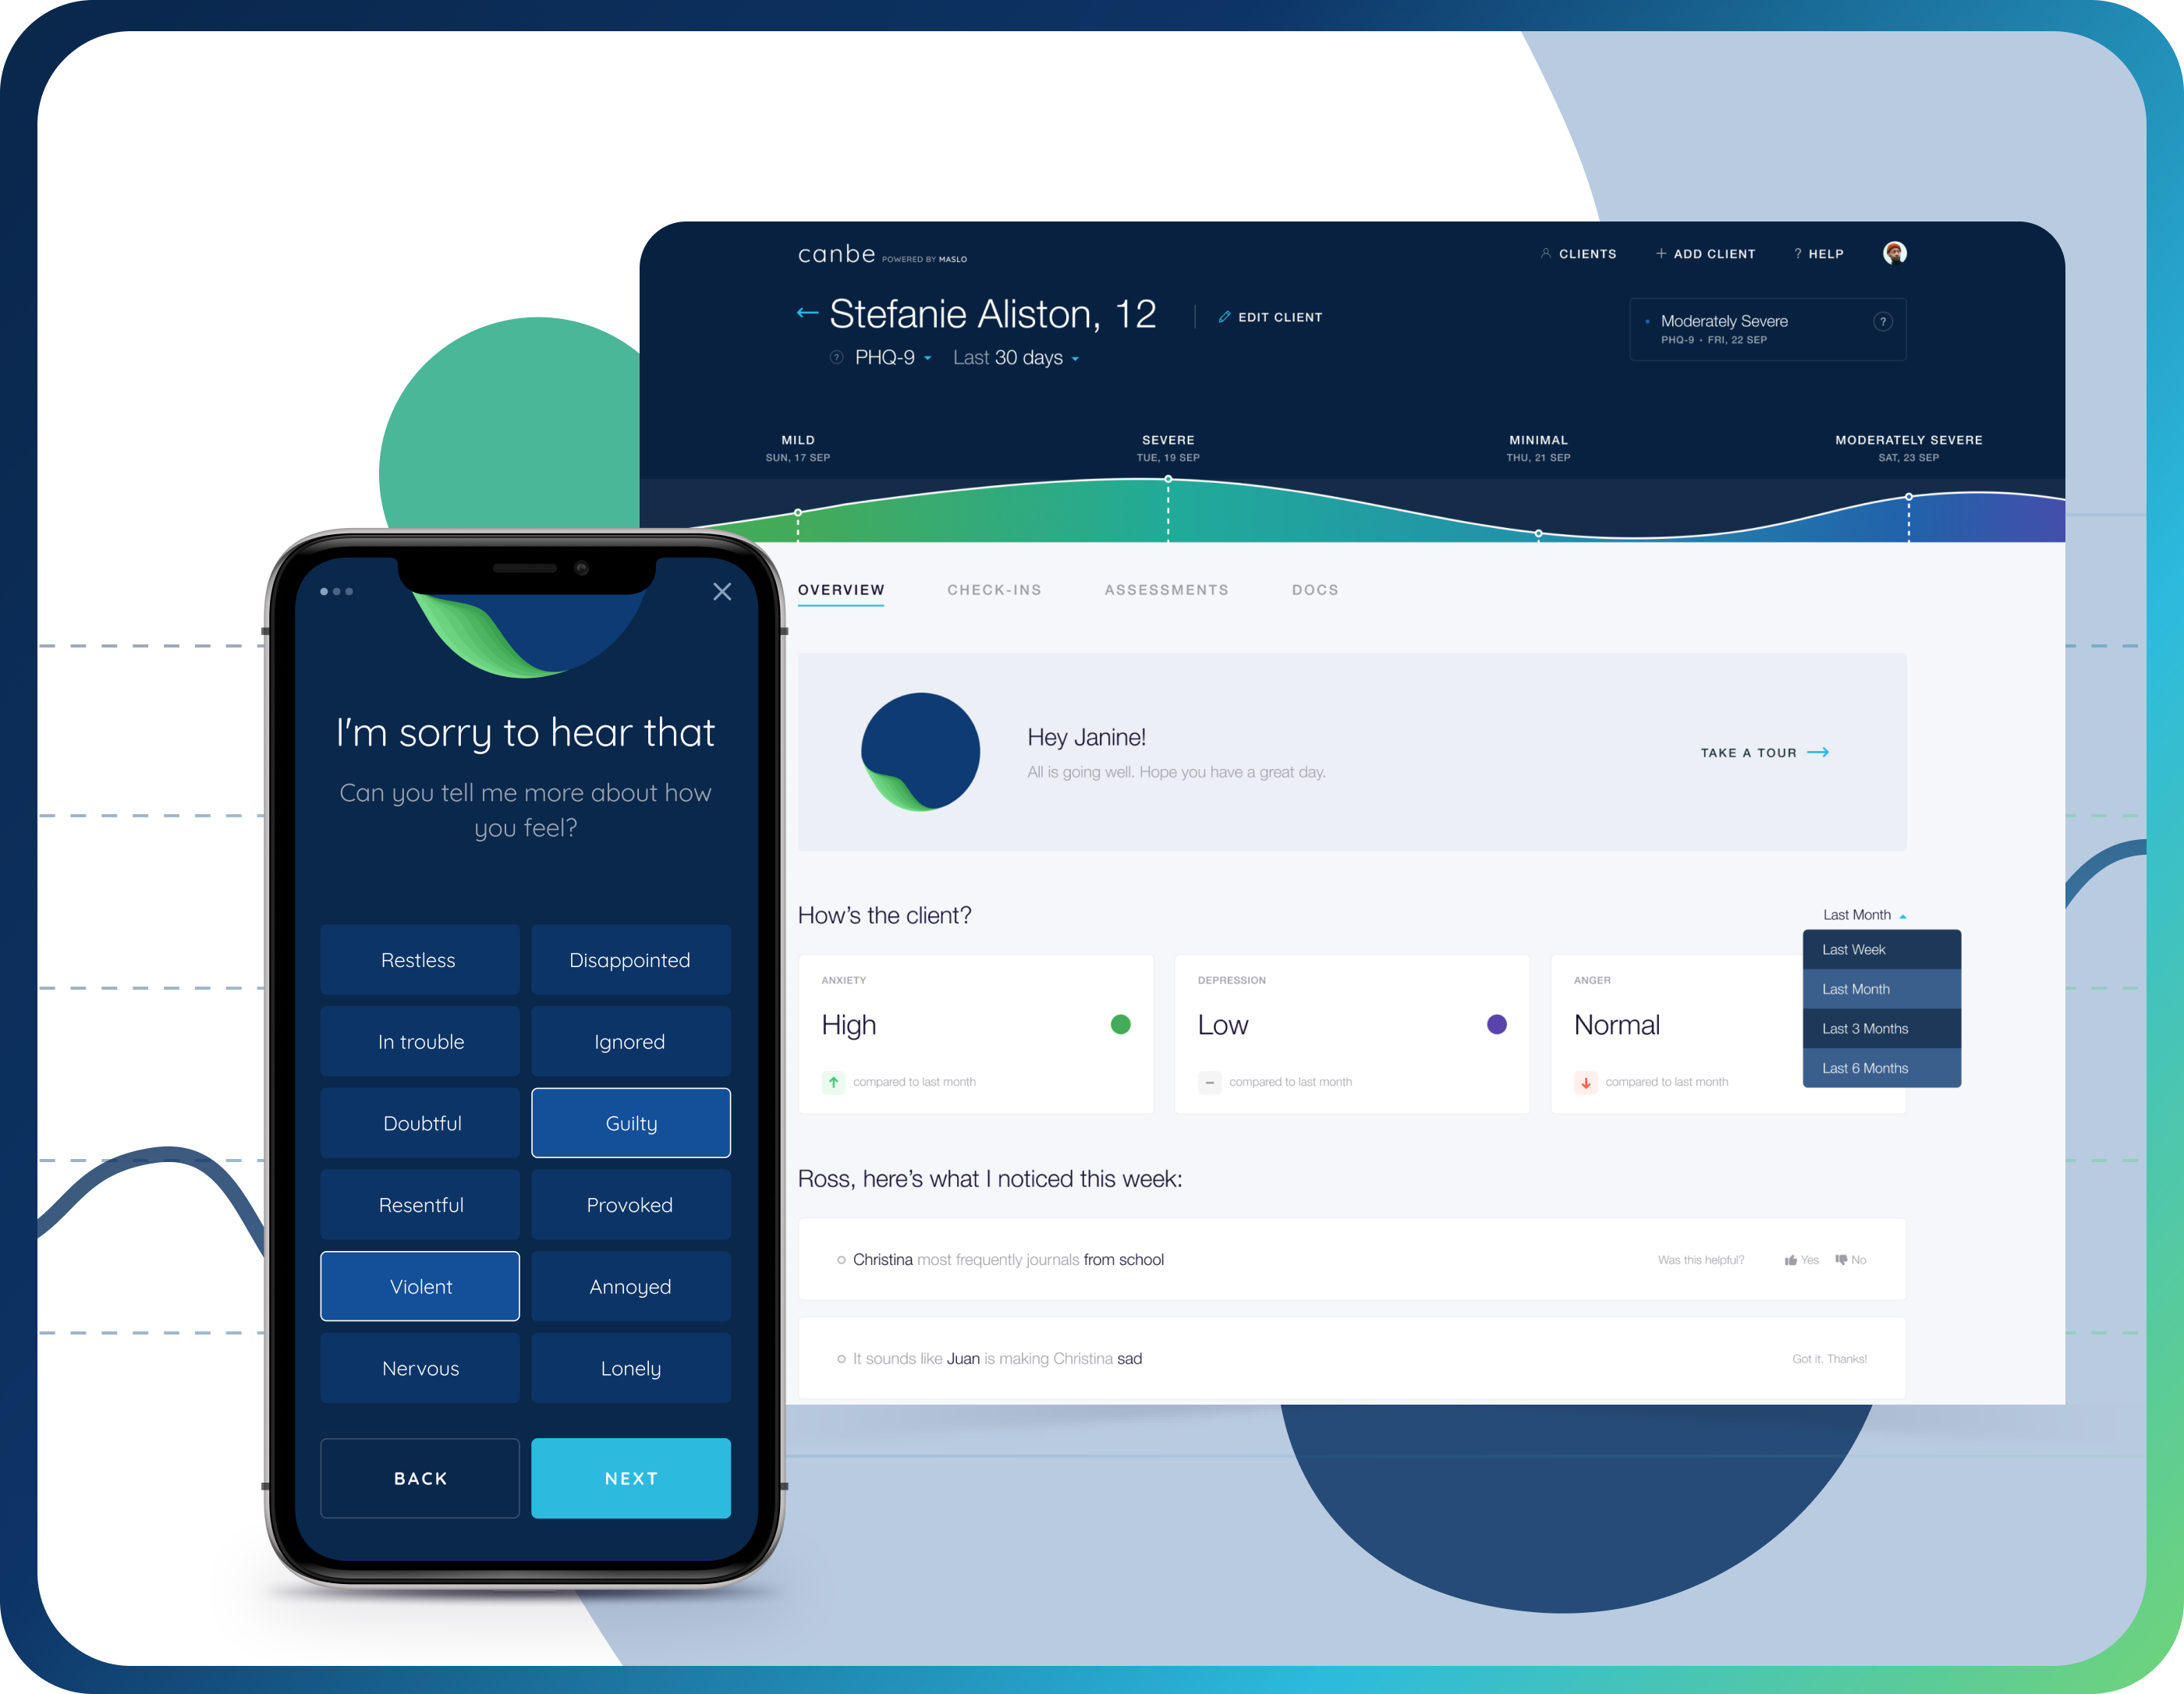 canbe POWERED BY MASLO
CLIENTS
+ ADD CLIENT
? HELP
← Stefanie Aliston, 12
EDIT CLIENT
? PHQ-9
Last 30 days
Moderately Severe
?
PHQ-9 • FRI, 22 SEP
MILD
SUN, 17 SEP
SEVERE
TUE, 19 SEP
MINIMAL
THU, 21 SEP
MODERATELY SEVERE
SAT, 23 SEP
OVERVIEW
CHECK-INS
ASSESSMENTS
DOCS
Hey Janine!
All is going well. Hope you have a great day.
TAKE A TOUR →
How’s the client?
Last Month
Last Week
Last Month
Last 3 Months
Last 6 Months
ANXIETY
High
compared to last month
DEPRESSION
Low
compared to last month
ANGER
Normal
compared to last month
Ross, here’s what I noticed this week:
Christina most frequently journals from school
Was this helpful?
Yes
No
It sounds like Juan is making Christina sad
Got it. Thanks!
I'm sorry to hear that
Can you tell me more about how
you feel?
Restless
Disappointed
In trouble
Ignored
Doubtful
Guilty
Resentful
Provoked
Violent
Annoyed
Nervous
Lonely
BACK
NEXT